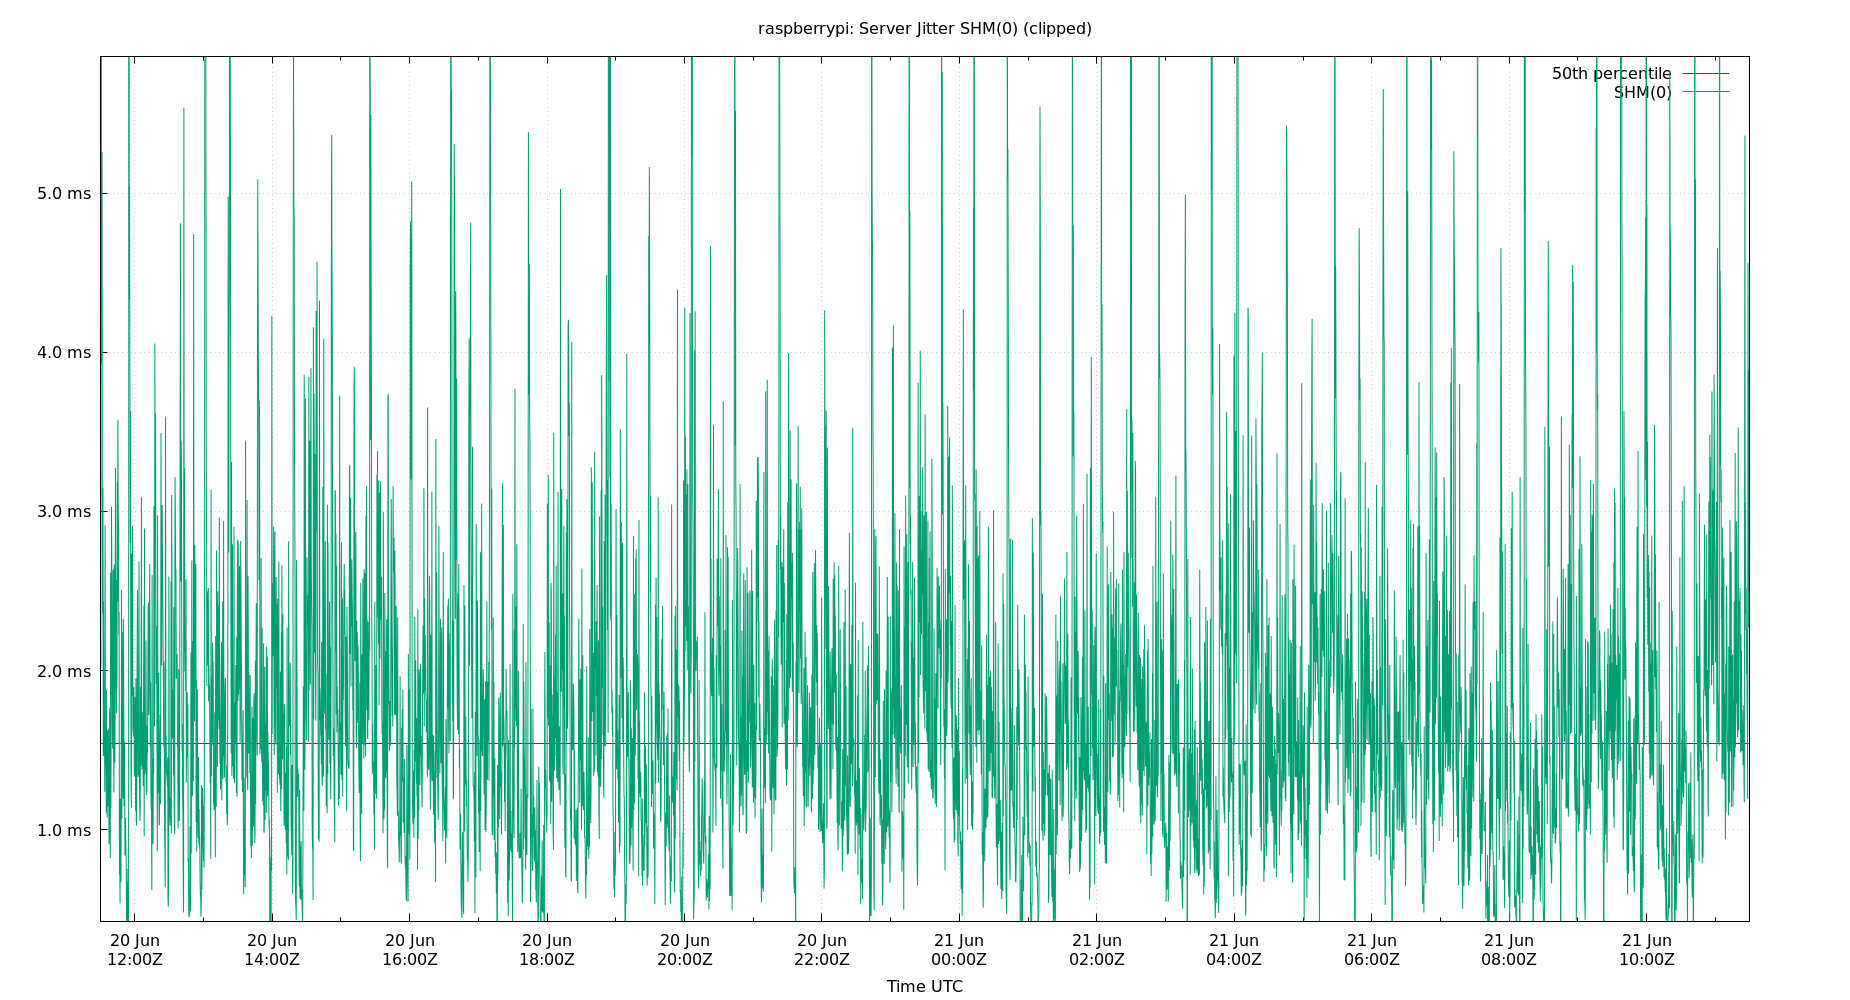 raspberrypi: Server Jitter SHM(0) (clipped)
50th percentile
SHM(0)
5.0 ms
4.0 ms
3.0 ms
2.0 ms
1.0 ms
20 Jun 20 Jun 20 Jun 20 Jun 20 Jun 20 Jun 21 Jun 21 Jun 21 Jun 21 Jun 21 Jun 21 Jun
12:00Z 14:00Z 16:00Z 18:00Z 20:00Z 22:00Z 00:00Z 02:00Z 04:00Z 06:00Z 08:00Z 10:00Z
Time UTC